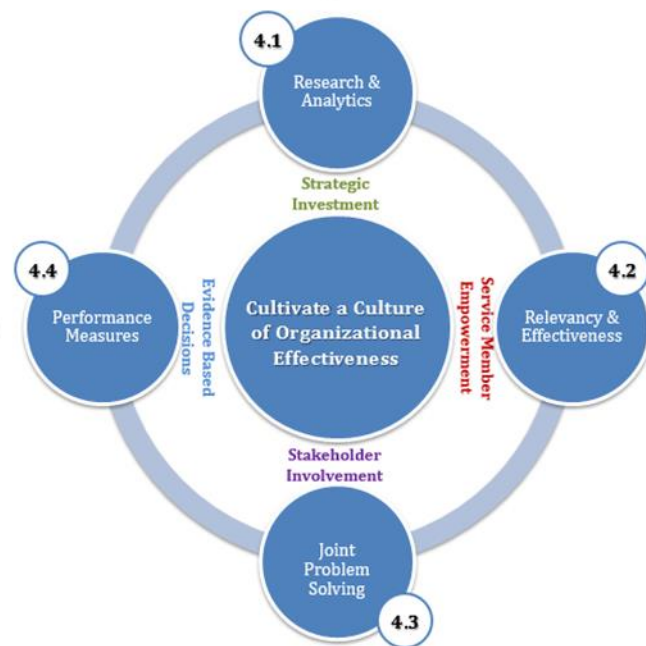 4.1
Research &
Analytics
Strategic
Investment
4.4
Performance
Measures
Evidence Based
Decisions
Cultivate a Culture
of Organizational
Effectiveness
Service Member
Empowerment
4.2
Relevancy &
Effectiveness
Stakeholder
Involvement
Joint
Problem
Solving
4.3